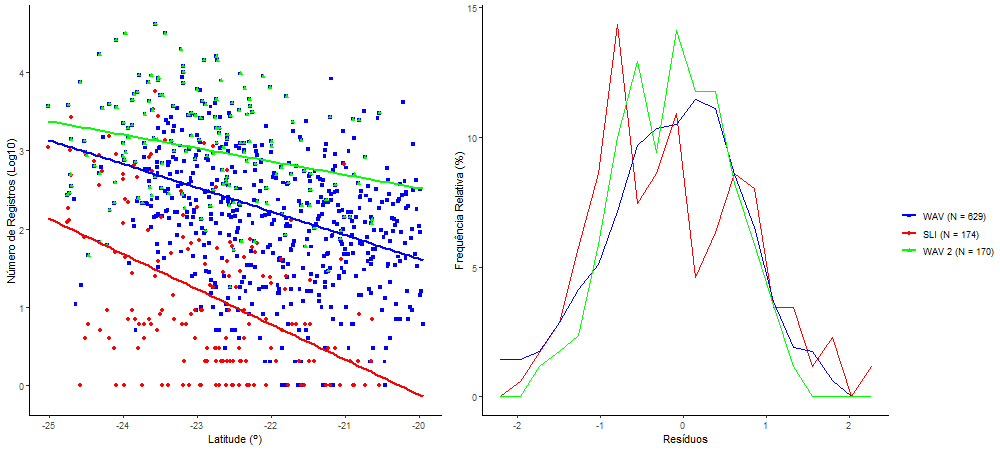 Número de Registros (Log10)
4
3
2
1
0
-25
-24
-23
-22
-21
-20
Latitude (º)
Frequência Relativa (%)
15
10
5
0
-2
-1
0
1
2
Resíduos
WAV (N = 629)
SLI (N = 174)
WAV 2 (N = 170)